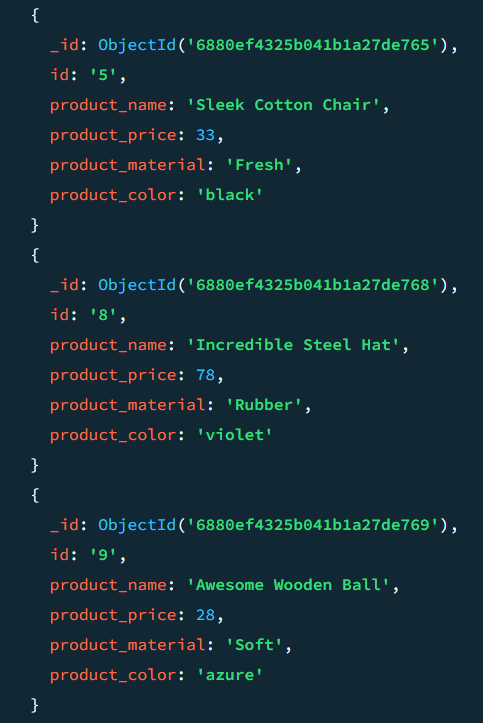 {
  _id: ObjectId('6880ef4325b041b1a27de765'),
  id: '5',
  product_name: 'Sleek Cotton Chair',
  product_price: 33,
  product_material: 'Fresh',
  product_color: 'black'
}
{
  _id: ObjectId('6880ef4325b041b1a27de768'),
  id: '8',
  product_name: 'Incredible Steel Hat',
  product_price: 78,
  product_material: 'Rubber',
  product_color: 'violet'
}
{
  _id: ObjectId('6880ef4325b041b1a27de769'),
  id: '9',
  product_name: 'Awesome Wooden Ball',
  product_price: 28,
  product_material: 'Soft',
  product_color: 'azure'
}